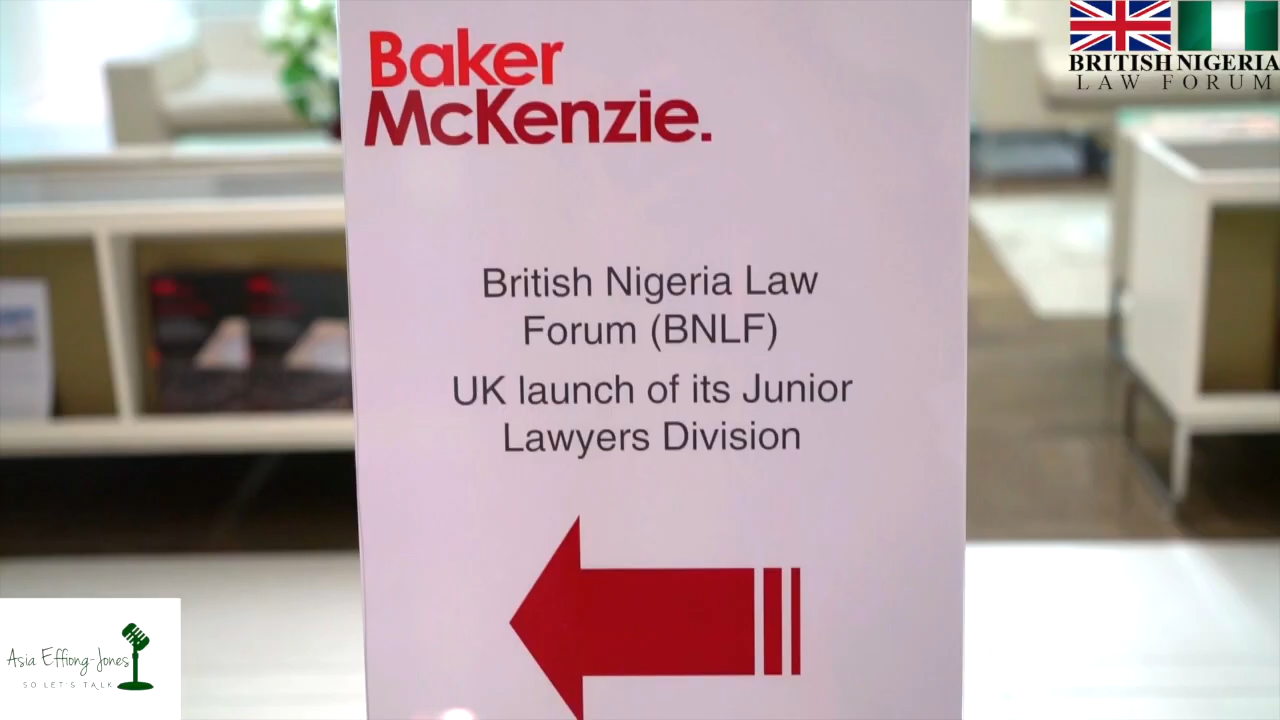 Baker
McKenzie.
BRITISH NIGERIA
LAW FORUM
British Nigeria Law
Forum (BNLF)
UK launch of its Junior
Lawyers Division
Asia Effiong-Jones
SO LET'S TALK